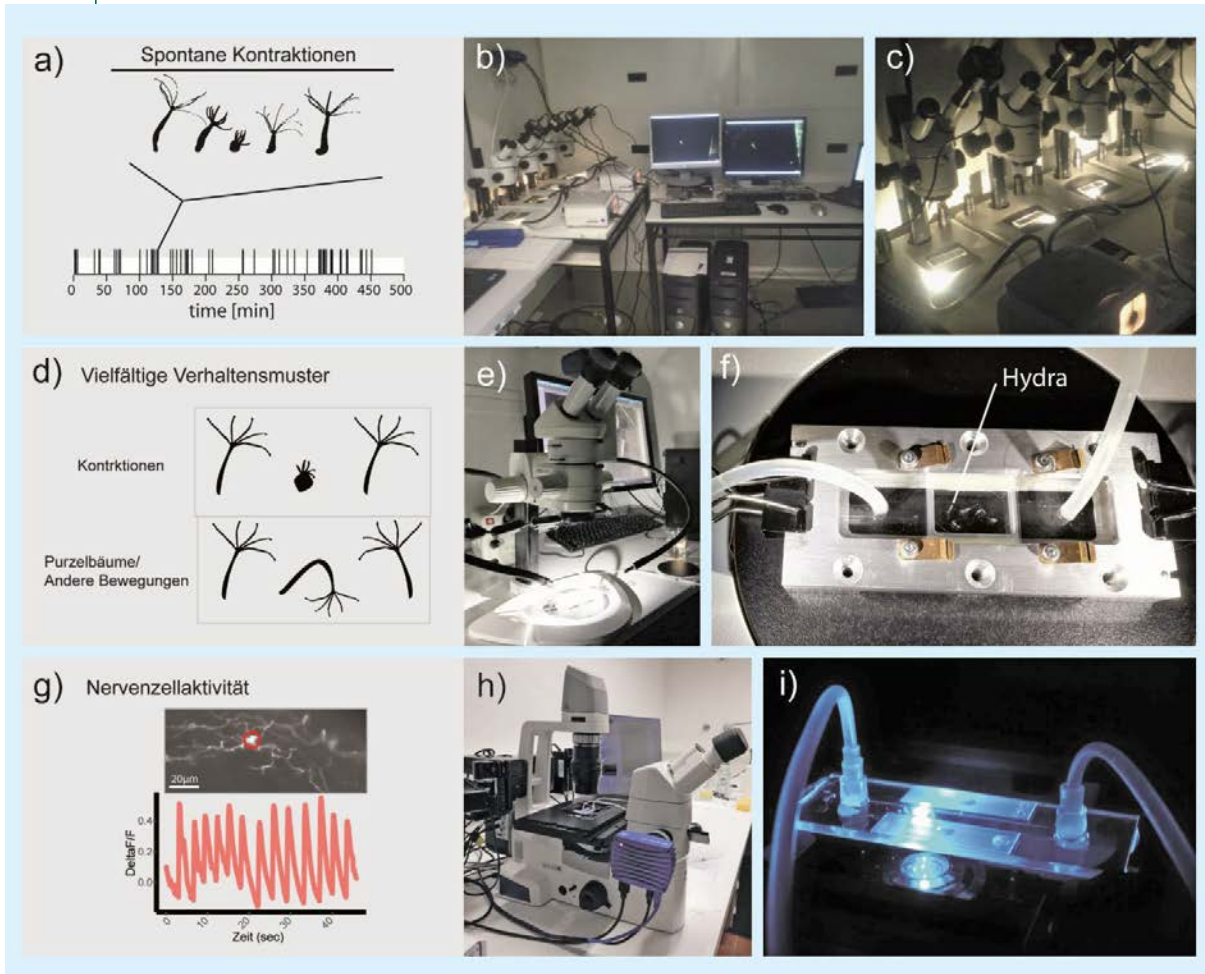 a)
Spontane Kontraktionen
0 50 100 150 200 250 300 350 400 450 500
time [min]
b)
c)
d) Vielfältige Verhaltensmuster
Kontrktionen
Purzelbäume/
Andere Bewegungen
e)
f)
Hydra
g) Nervenzellaktivität
20µm
DeltaF/F
0.4
0.2
0.0
0 10 20 30 40
Zeit (sec)
h)
i)